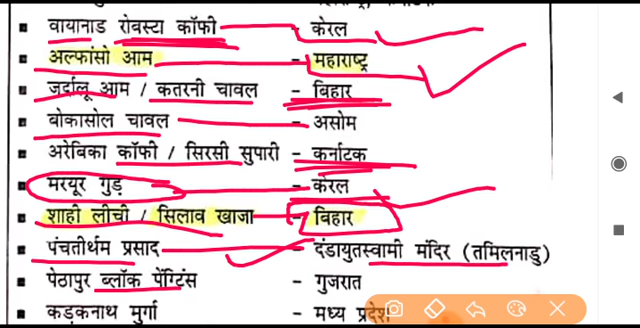 वायानाड रोवस्टा कॉफी - केरल
अल्फांसो आम - महाराष्ट्र
जर्दालू आम / कतरनी चावल - बिहार
बोकासोल चावल - असोम
अरेबिका कॉफी / सिरसी सुपारी - कर्नाटक
मरयूर गुड़ - केरल
शाही लीची / सिलाव खाजा - बिहार
पंचतीर्थम प्रसाद - दंडायुतस्वामी मंदिर (तमिलनाडु)
पेठापुर ब्लॉक पेंग्टिंस - गुजरात
कड़कनाथ मुर्गा - मध्य प्रदेश